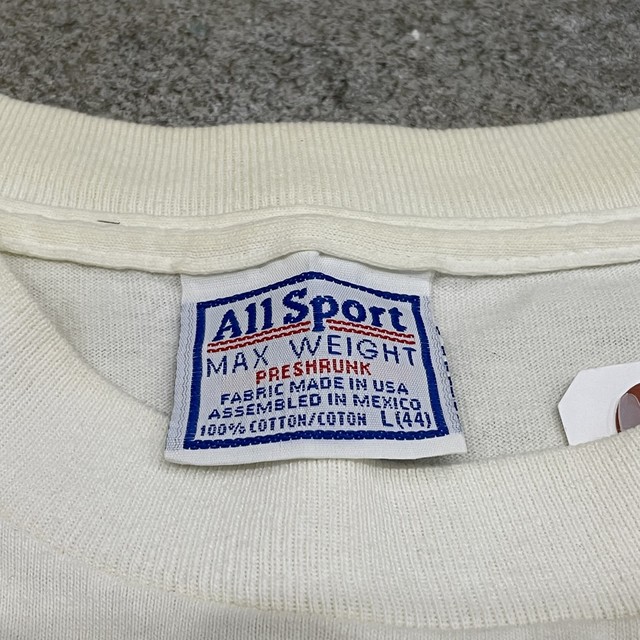 All Sport
MAX WEIGHT
PRESHRUNK
FABRIC MADE IN USA
ASSEMBLED IN MEXICO
100% COTTON/COTON L(44)